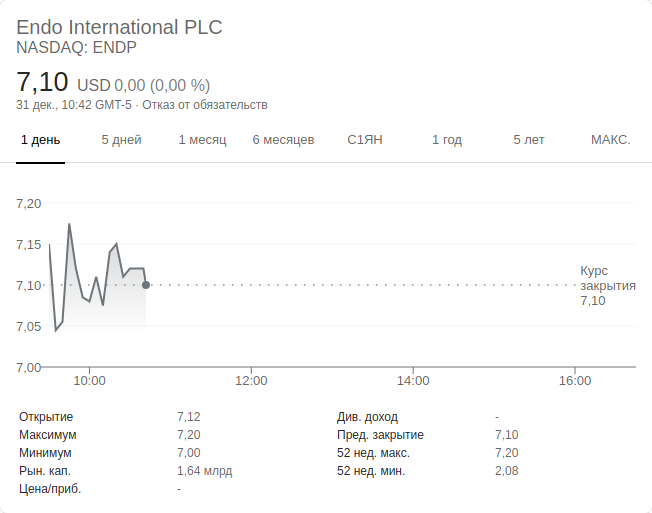 Endo International PLC
NASDAQ: ENDP
7,10 USD 0,00 (0,00 %)
31 дек., 10:42 GMT-5 · Отказ от обязательств
1 день 5 дней 1 месяц 6 месяцев С1ЯН 1 год 5 лет МАКС.
7,20
7,15
7,10
7,05
7,00
Курс
закрытия
7,10
10:00 12:00 14:00 16:00
Открытие 7,12 Див. доход -
Максимум 7,20 Пред. закрытие 7,10
Минимум 7,00 52 нед. макс. 7,20
Рын. кап. 1,64 млрд 52 нед. мин. 2,08
Цена/приб. -